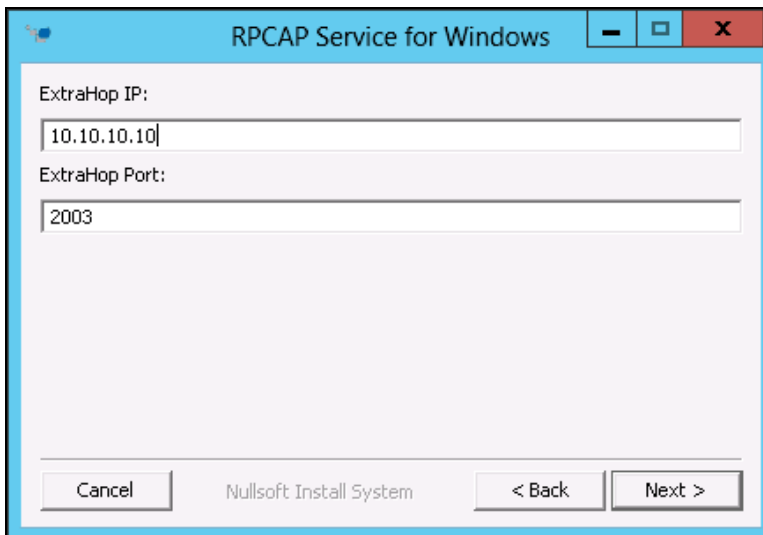 RPCAP Service for Windows
ExtraHop IP:
10.10.10.10
ExtraHop Port:
2003
Cancel Nullsoft Install System < Back Next >